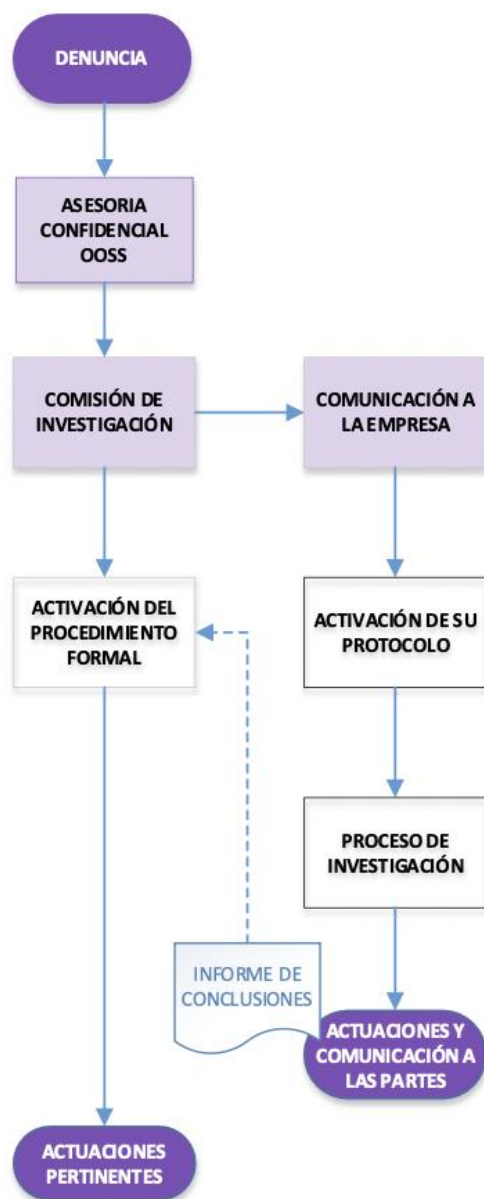 DENUNCIA
ASESORIA
CONFIDENCIAL
OOSS
COMISIÓN DE
INVESTIGACIÓN
COMUNICACIÓN A
LA EMPRESA
ACTIVACIÓN DEL
PROCEDIMIENTO
FORMAL
ACTIVACIÓN DE SU
PROTOCOLO
PROCESO DE
INVESTIGACIÓN
INFORME DE
CONCLUSIONES
ACTUACIONES Y
COMUNICACIÓN A
LAS PARTES
ACTUACIONES
PERTINENTES